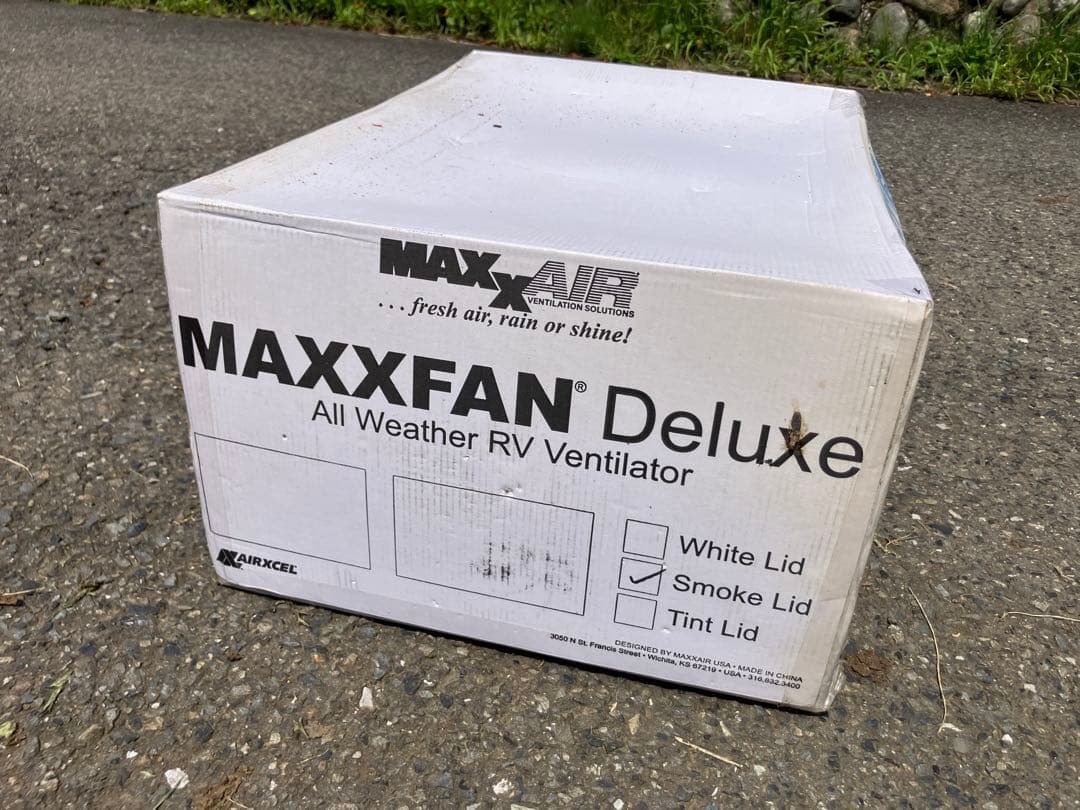 MAXXAIR
VENTILATION SOLUTIONS
... fresh air, rain or shine!
MAXXFAN® Deluxe
All Weather RV Ventilator
White Lid
Smoke Lid
Tint Lid
AIRXCEL
DESIGNED BY MAXXAIR USA • MADE IN CHINA
3050 N St. Francis Street • Wichita, KS 67219 • USA • 316.832.3400